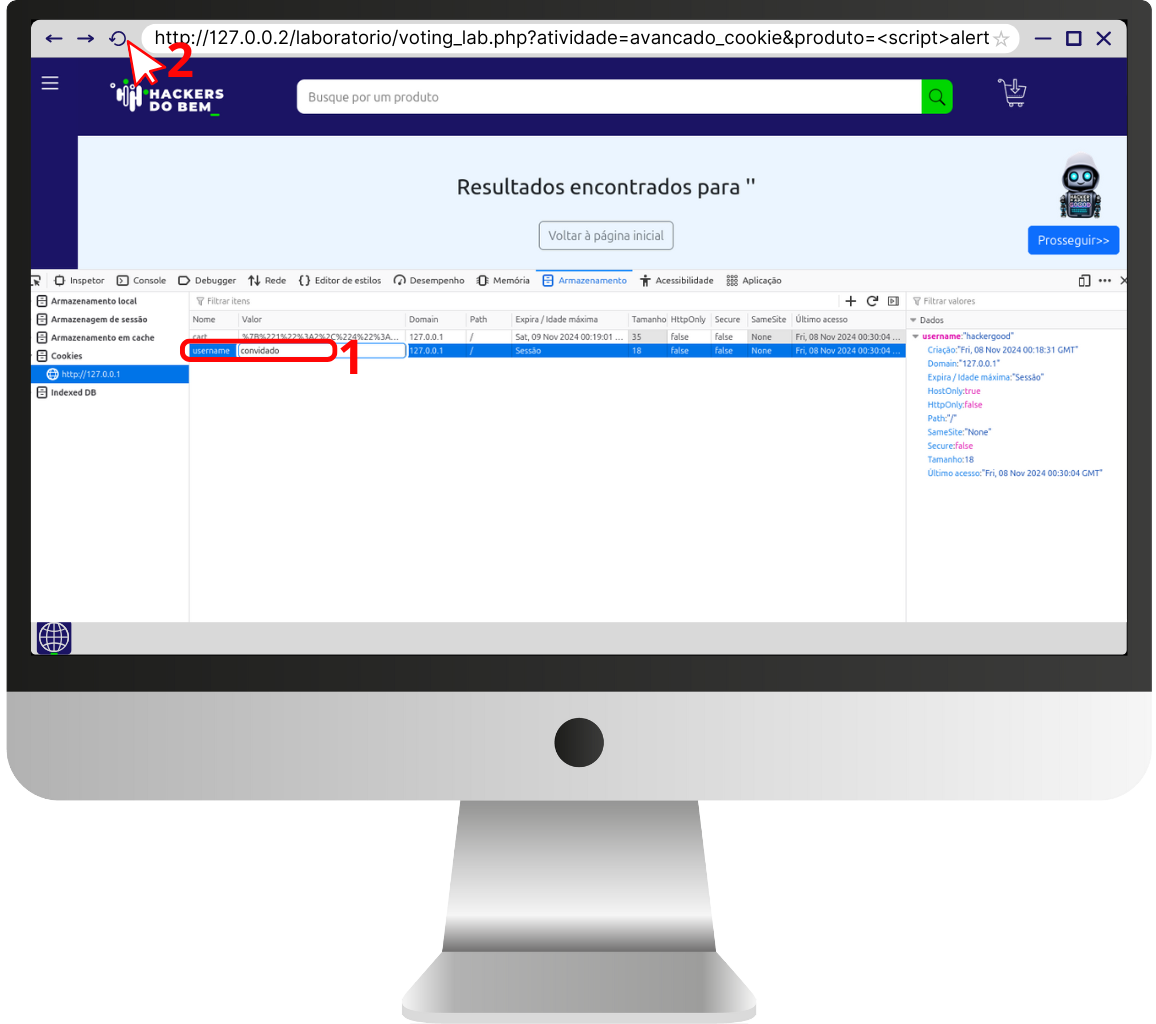 http://127.0.0.2/laboratorio/voting_lab.php?atividade=avancado_cookie&produto=<script>alert
2
HACKERS
DO BEM_
Busque por um produto
Resultados encontrados para ''
Voltar à página inicial
Prosseguir>>
Inspetor Console Debugger Rede {} Editor de estilos Desempenho Memória Armazenamento Acessibilidade Aplicação
Armazenamento local
Armazenagem de sessão
Armazenamento em cache
Cookies
http://127.0.0.1
Indexed DB
Filtrar itens
Nome Valor Domain Path Expira / Idade máxima Tamanho HttpOnly Secure SameSite Último acesso
cart %7B%221%22%3A2%2C%224%22%3A... 127.0.0.1 / Sat, 09 Nov 2024 00:19:01 ... 35 false false None Fri, 08 Nov 2024 00:30:04 ...
username convidado 127.0.0.1 / Sessão 18 false false None Fri, 08 Nov 2024 00:30:04 ...
1
Filtrar valores
Dados
username:"hackergood"
Criação:"Fri, 08 Nov 2024 00:18:31 GMT"
Domain:"127.0.0.1"
Expira / Idade máxima:"Sessão"
HostOnly:true
HttpOnly:false
Path:"/"
SameSite:"None"
Secure:false
Tamanho:18
Último acesso:"Fri, 08 Nov 2024 00:30:04 GMT"